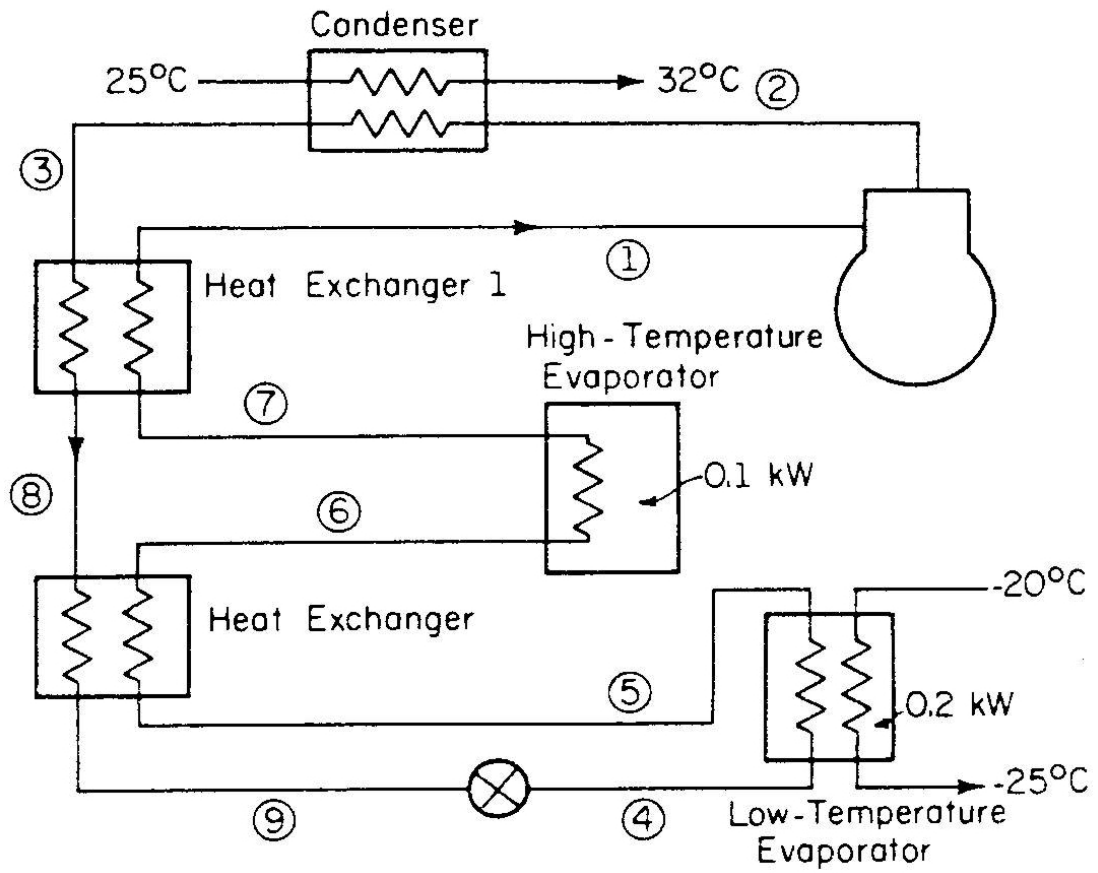 Condenser
25°C
32°C
②
③
①
Heat Exchanger 1
High-Temperature
Evaporator
⑦
0.1 kW
⑧
⑥
Heat Exchanger
-20°C
⑤
0.2 kW
-25°C
⑨
④
Low-Temperature
Evaporator